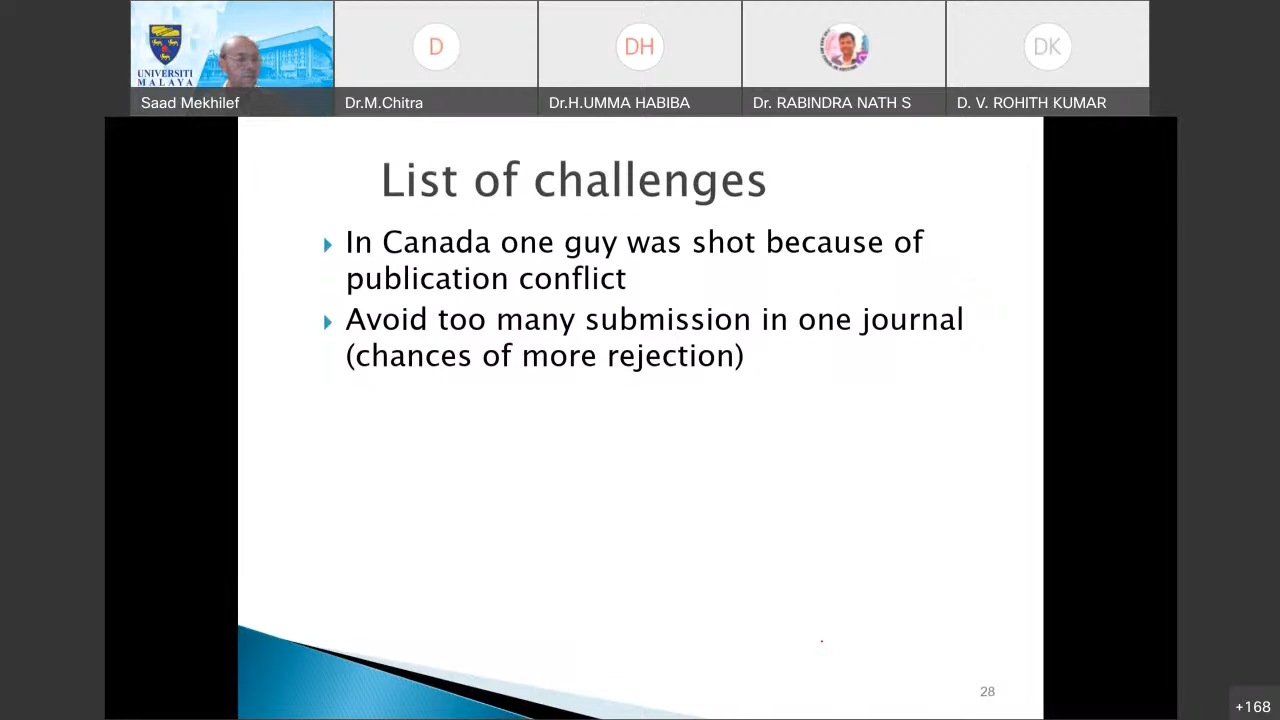 UNIVERSITI
MALAYA
D
DH
DK
Saad Mekhilef
Dr.M.Chitra
Dr.H.UMMA HABIBA
Dr. RABINDRA NATH S
D. V. ROHITH KUMAR
List of challenges
In Canada one guy was shot because of
publication conflict
Avoid too many submission in one journal
(chances of more rejection)
28
+168